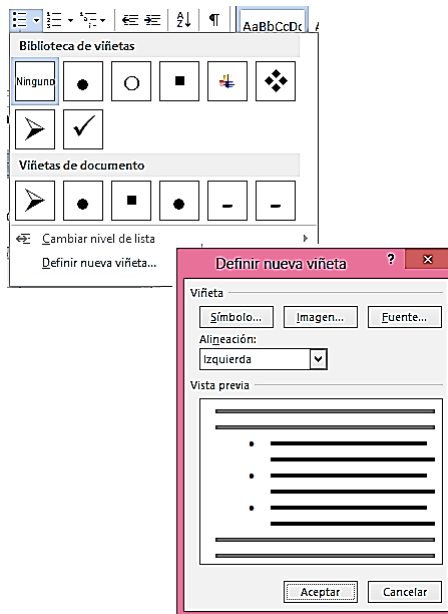 AaBbCcDc
Biblioteca de viñetas
Ninguno
Viñetas de documento
Cambiar nivel de lista
Definir nueva viñeta...
Definir nueva viñeta
Viñeta
Símbolo... Imagen... Fuente...
Alineación:
Izquierda
Vista previa
Aceptar Cancelar